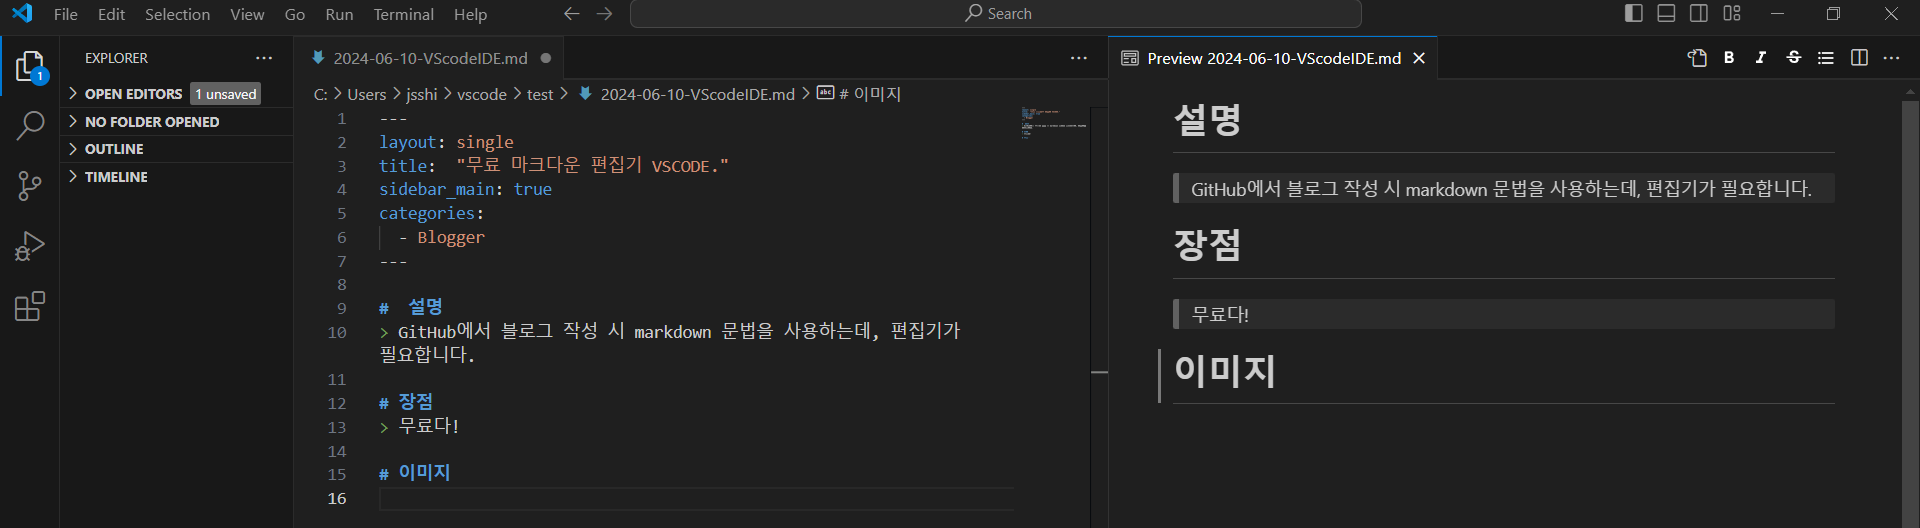 File Edit Selection View Go Run Terminal Help
Search
EXPLORER
1
OPEN EDITORS 1 unsaved
NO FOLDER OPENED
OUTLINE
TIMELINE
2024-06-10-VScodeIDE.md
C: > Users > jsshi > vscode > test > 2024-06-10-VScodeIDE.md > abc # 이미지
1 ---
2 layout: single
3 title:  "무료 마크다운 편집기 VSCODE."
4 sidebar_main: true
5 categories:
6   - Blogger
7 ---
8
9 #  설명
10 > GitHub에서 블로그 작성 시 markdown 문법을 사용하는데, 편집기가
필요합니다.
11
12 # 장점
13 > 무료다!
14
15 # 이미지
16
Preview 2024-06-10-VScodeIDE.md
B I S
설명
GitHub에서 블로그 작성 시 markdown 문법을 사용하는데, 편집기가 필요합니다.
장점
무료다!
이미지